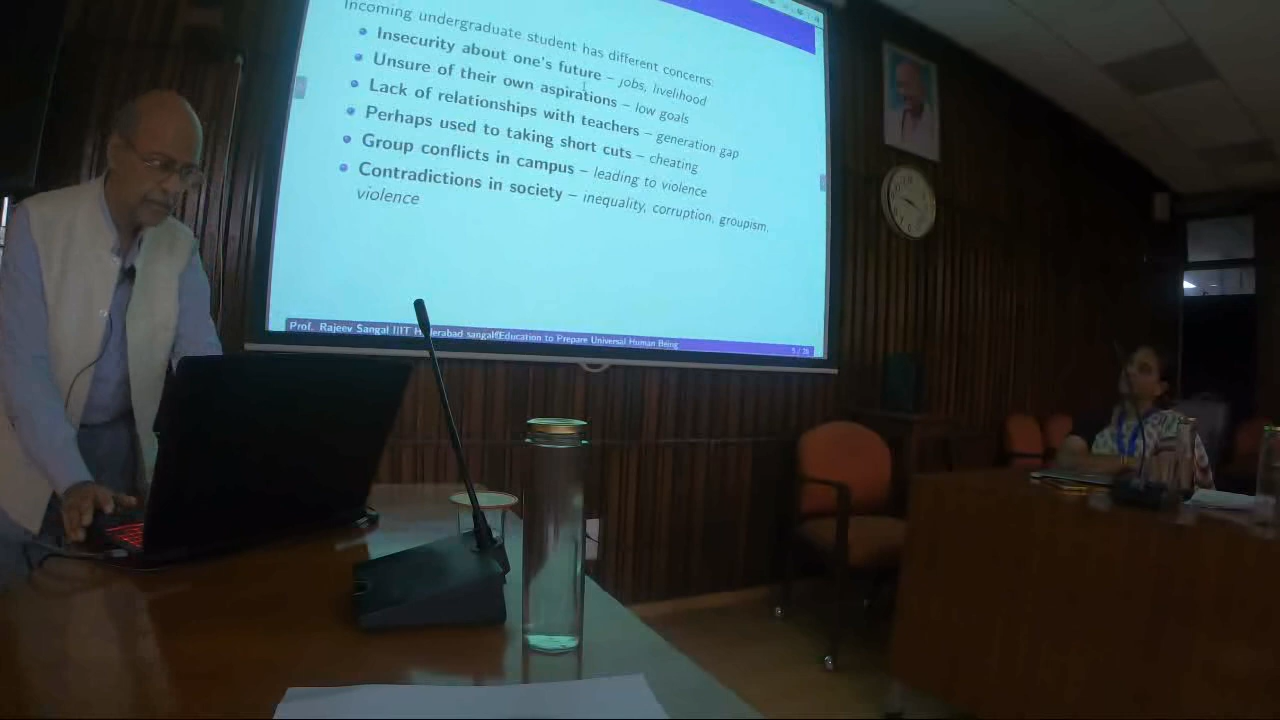 Incoming undergraduate student has different concerns:
Insecurity about one's future – jobs, livelihood
Unsure of their own aspirations – low goals
Lack of relationships with teachers – generation gap
Perhaps used to taking short cuts – cheating
Group conflicts in campus – leading to violence
Contradictions in society – inequality, corruption, groupism,
violence
Prof. Rajeev Sangal IIIT Hyderabad Education to Prepare Universal Human Being